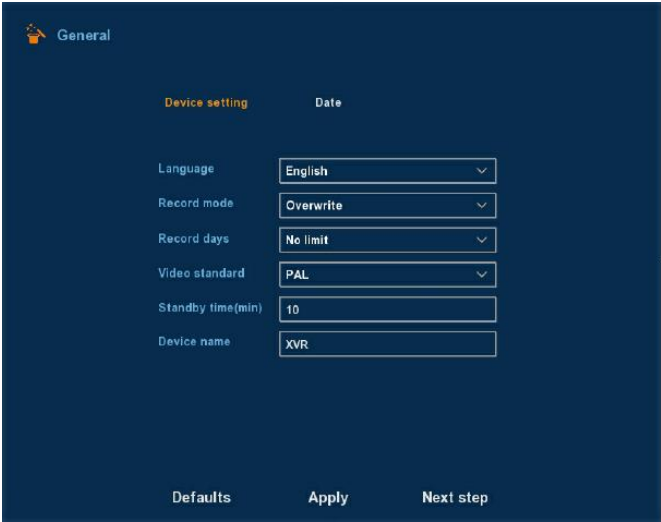 General
Device setting Date
Language English
Record mode Overwrite
Record days No limit
Video standard PAL
Standby time(min) 10
Device name XVR
Defaults Apply Next step